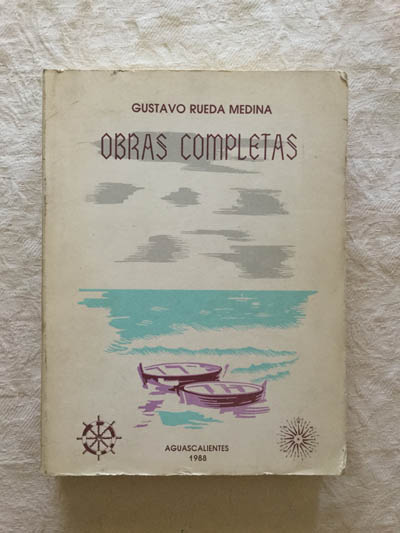 GUSTAVO RUEDA MEDINA
OBRAS COMPLETAS
AGUASCALIENTES
1988